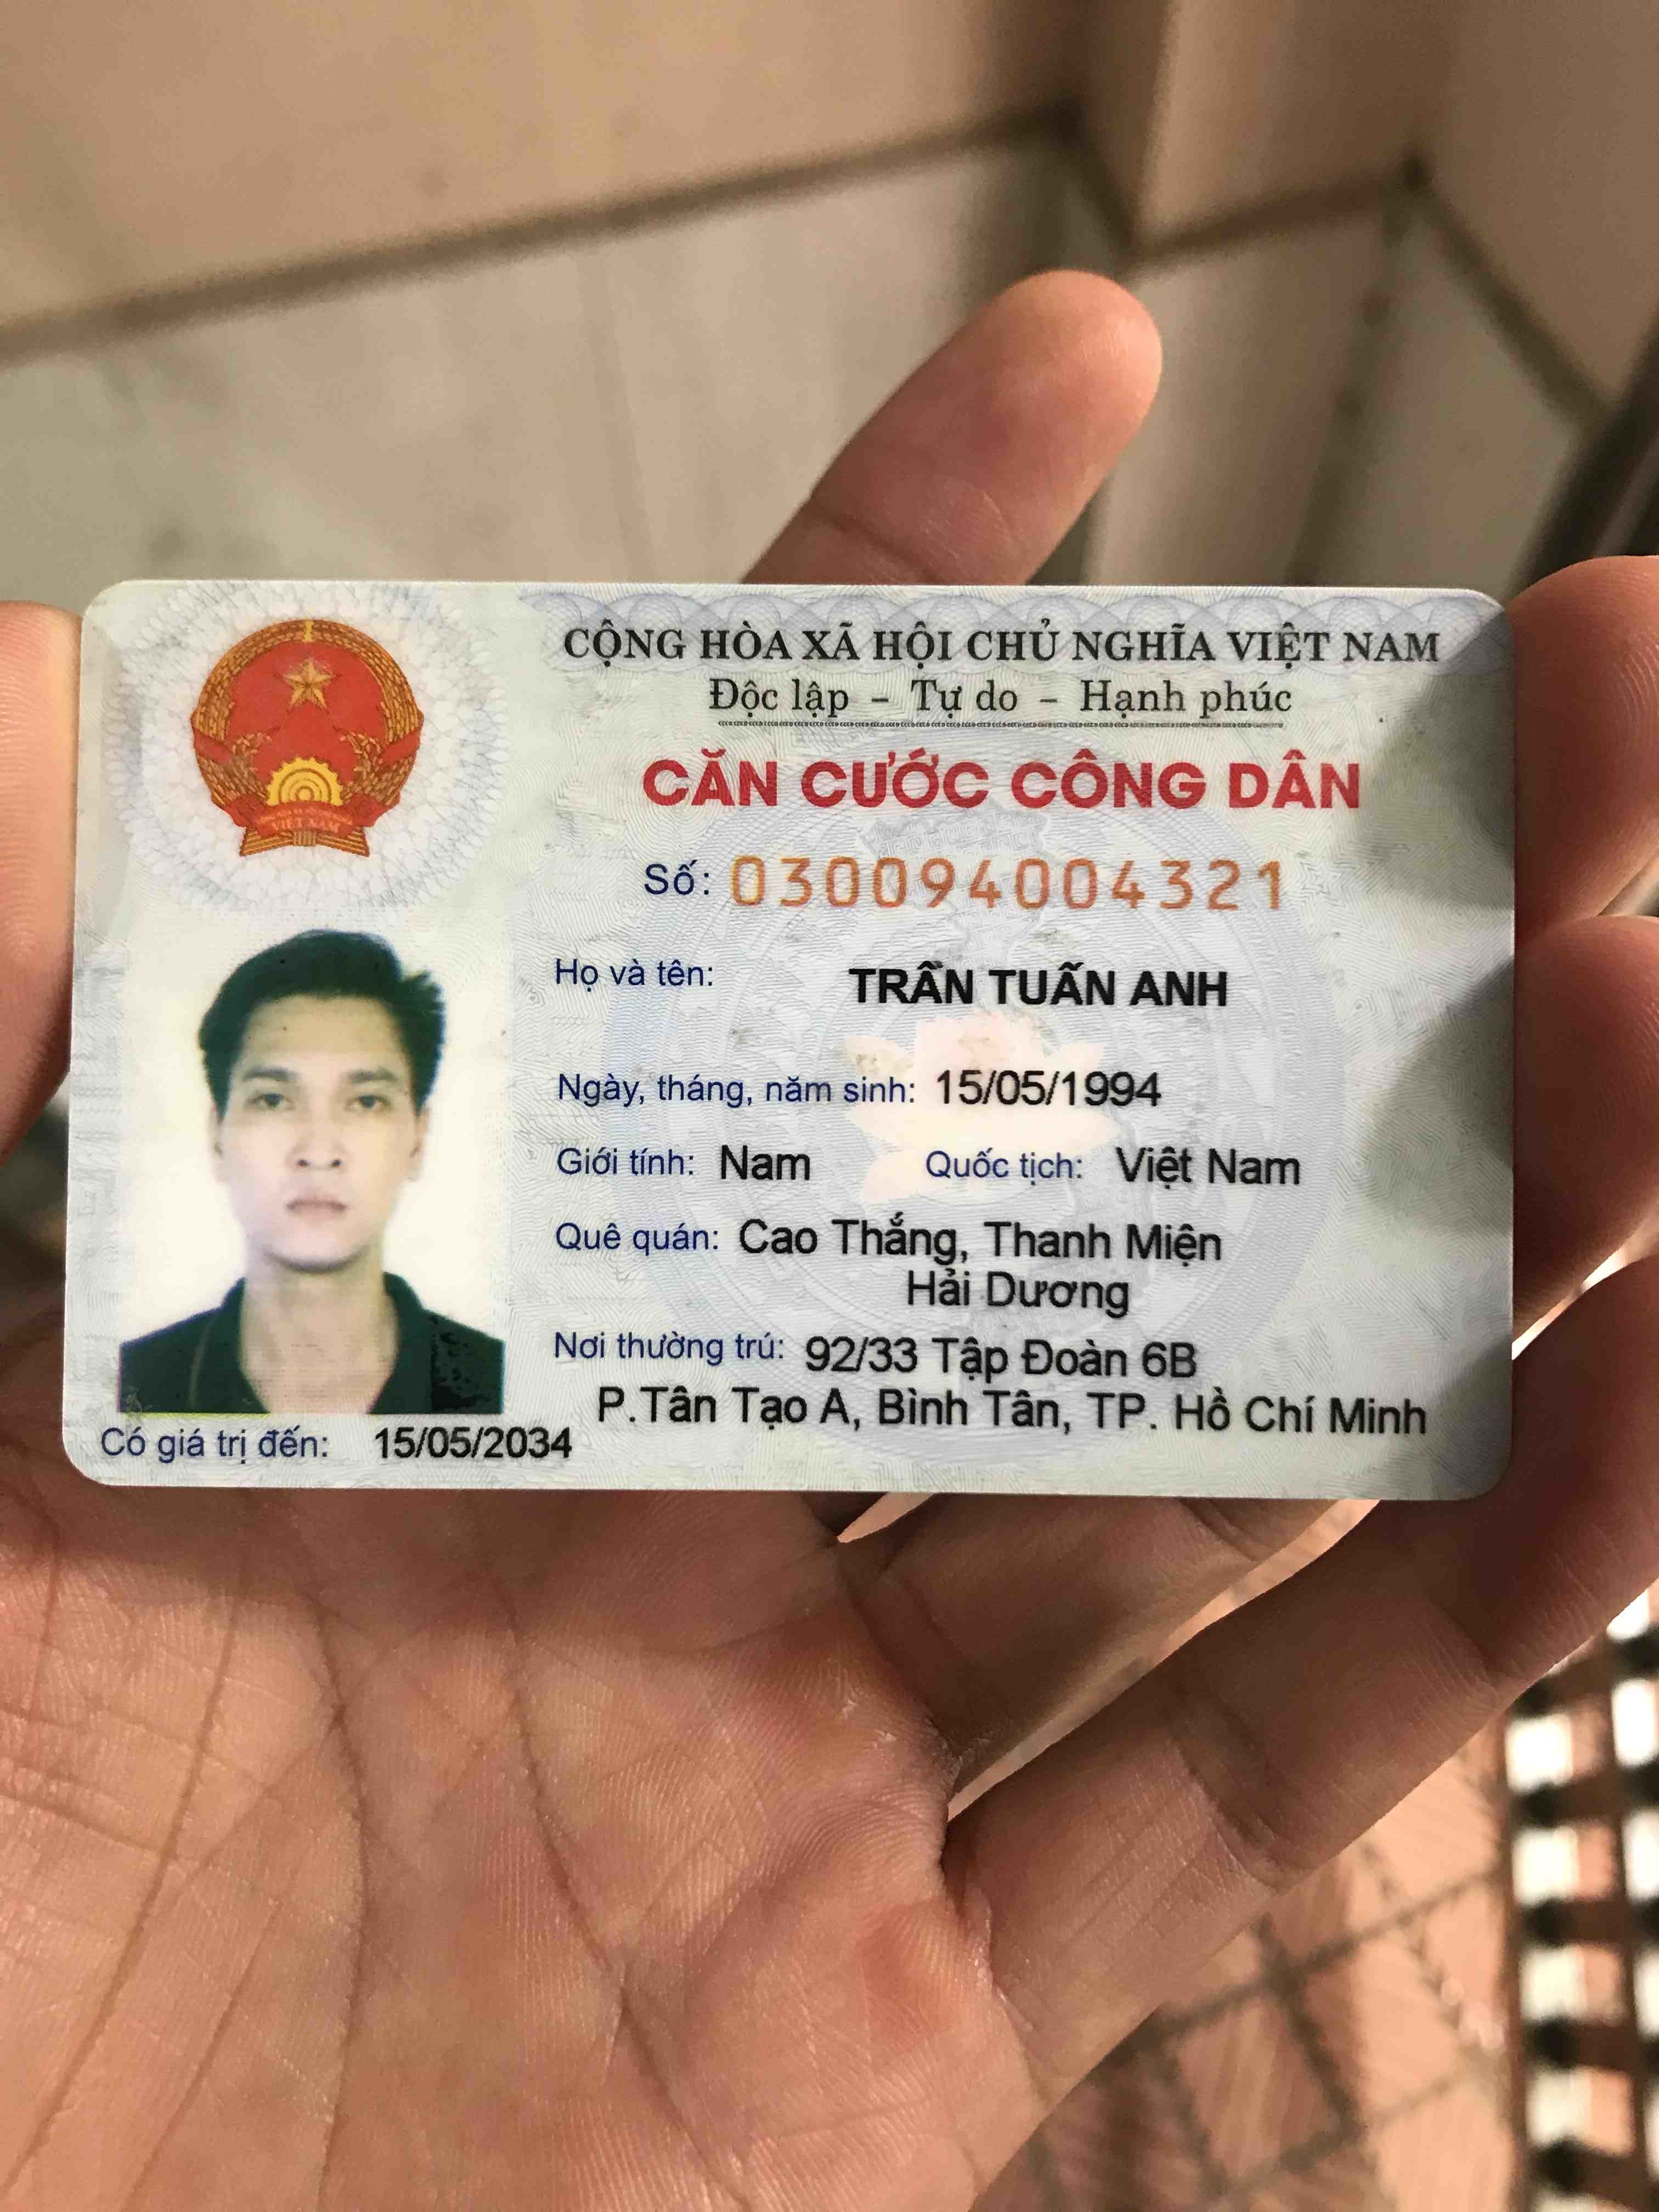 CỘNG HÒA XÃ HỘI CHỦ NGHĨA VIỆT NAM
Độc lập - Tự do - Hạnh phúc
CĂN CƯỚC CÔNG DÂN
Số: 030094004321
Họ và tên: TRẦN TUẤN ANH
Ngày, tháng, năm sinh: 15/05/1994
Giới tính: Nam Quốc tịch: Việt Nam
Quê quán: Cao Thắng, Thanh Miện
Hải Dương
Nơi thường trú: 92/33 Tập Đoàn 6B
P.Tân Tạo A, Bình Tân, TP. Hồ Chí Minh
Có giá trị đến: 15/05/2034
VIỆT NAM